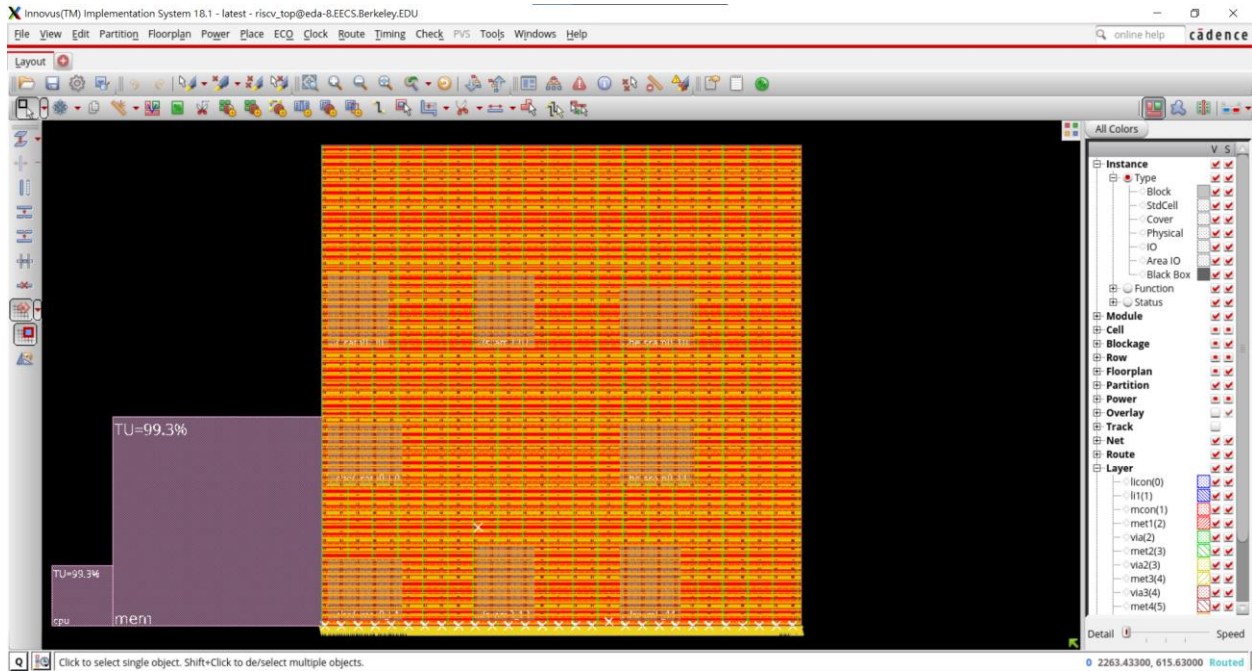 Innovus(TM) Implementation System 18.1 - latest - riscv_top@eda-8.EECS.Berkeley.EDU
File View Edit Partition Floorplan Power Place ECO Clock Route Timing Check PVS Tools Windows Help
online help
cādence
Layout
All Colors
V S
Instance
Type
Block
StdCell
Cover
Physical
IO
Area IO
Black Box
Function
Status
Module
Cell
Blockage
Row
Floorplan
Partition
Power
Overlay
Track
Net
Route
Layer
licon(0)
li1(1)
mcon(1)
met1(2)
via(2)
met2(3)
via2(3)
met3(4)
via3(4)
met4(5)
TU=99.3%
TU=99.3%
cpu
mem
Detail
Speed
Q
Click to select single object. Shift+Click to de/select multiple objects.
0 2263.43300, 615.63000 Routed